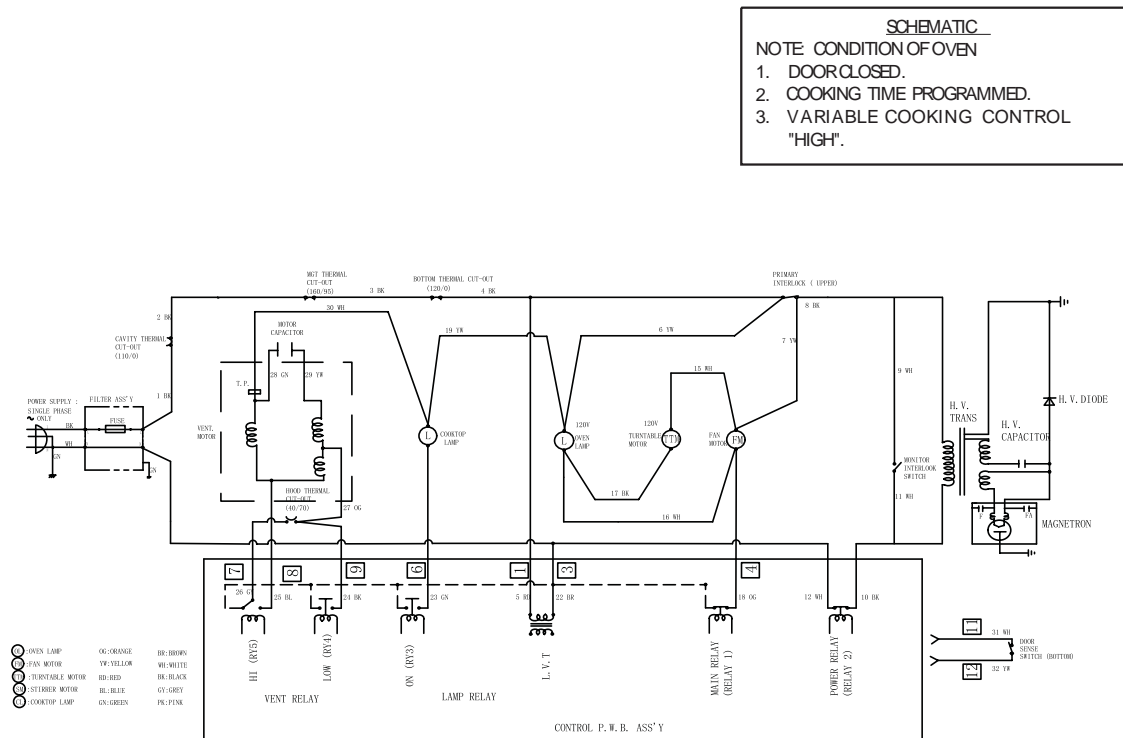 SCHEMATIC
NOTE: CONDITION OF OVEN
1. DOOR CLOSED.
2. COOKING TIME PROGRAMMED.
3. VARIABLE COOKING CONTROL
"HIGH".
MGT THERMAL
CUT-OUT
(160/95)
3 BK
BOTTOM THERMAL CUT-OUT
(120/0)
4 BK
PRIMARY
INTERLOCK ( UPPER)
8 BK
30 WH
2 BK
MOTOR
CAPACITOR
19 YW
6 YW
7 YW
CAVITY THERMAL
CUT-OUT
(110/0)
28 GN
29 YW
15 WH
9 WH
T.P.
1 BK
POWER SUPPLY :
SINGLE PHASE
~ ONLY
FILTER ASS'Y
FUSE
BK
WH
GN
GN
VENT.
MOTOR
L
COOKTOP
LAMP
120V
L
OVEN
LAMP
120V
TURNTABLE
MOTOR
TTM
FAN
MOTOR
FM
H.V.
TRANS
H.V.DIODE
H.V.
CAPACITOR
MONITOR
INTERLOOK
SWITCH
11 WH
17 BK
16 WH
HOOD THERMAL
CUT-OUT
(40/70)
27 OG
F
FA
MAGNETRON
7
8
9
6
1
3
4
26 GY
25 BL
24 BK
23 GN
5 RD
22 BR
18 OG
12 WH
10 BK
HI (RY5)
LOW (RY4)
ON (RY3)
L.V.T
MAIN RELAY
(RELAY 1)
POWER RELAY
(RELAY 2)
VENT RELAY
LAMP RELAY
CONTROL P.W.B. ASS'Y
11
31 WH
DOOR
SENSE
SWITCH (BOTTOM)
12
32 YW
OL :OVEN LAMP OG:ORANGE BR:BROWN
FM :FAN MOTOR YW:YELLOW WH:WHITE
TTM :TURNTABLE MOTOR RD:RED BK:BLACK
SM :STIRRER MOTOR BL:BLUE GY:GREY
CL :COOKTOP LAMP GN:GREEN PK:PINK